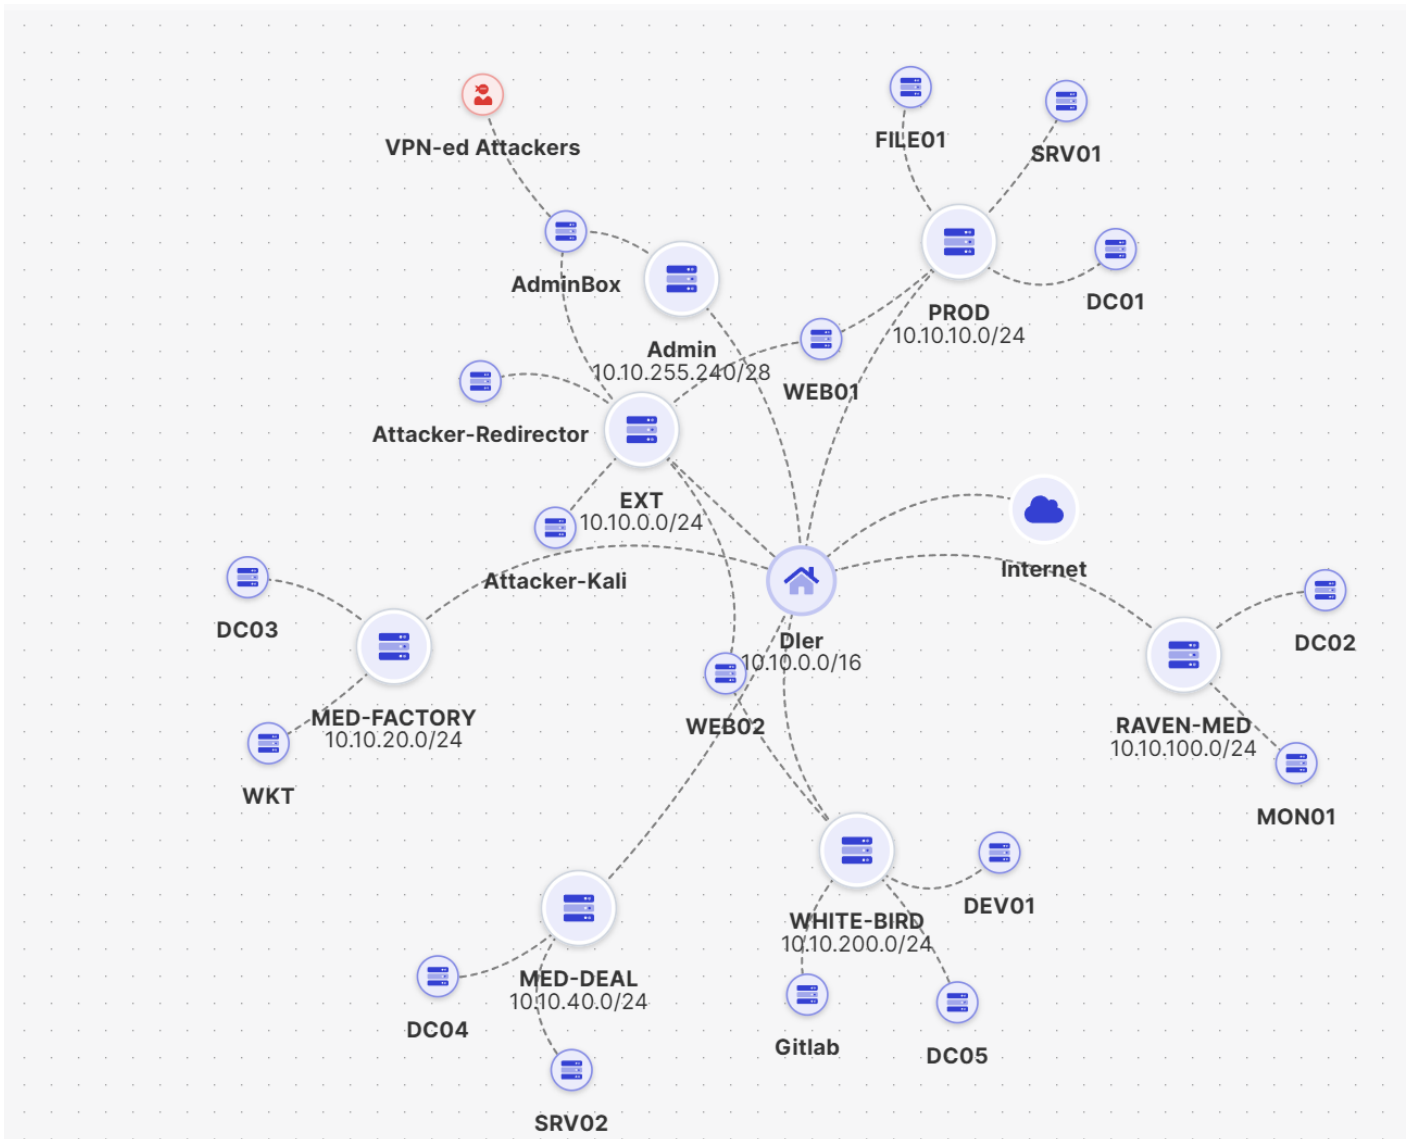 VPN-ed Attackers
FILE01
SRV01
AdminBox
DC01
PROD
10.10.10.0/24
Admin
10.10.255.240/28
WEB01
Attacker-Redirector
EXT
10.10.0.0/24
Attacker-Kali
Internet
DC03
Dler
10.10.0.0/16
DC02
MED-FACTORY
10.10.20.0/24
WEB02
RAVEN-MED
10.10.100.0/24
WKT
MON01
DEV01
WHITE-BIRD
10.10.200.0/24
MED-DEAL
10.10.40.0/24
DC04
Gitlab
DC05
SRV02